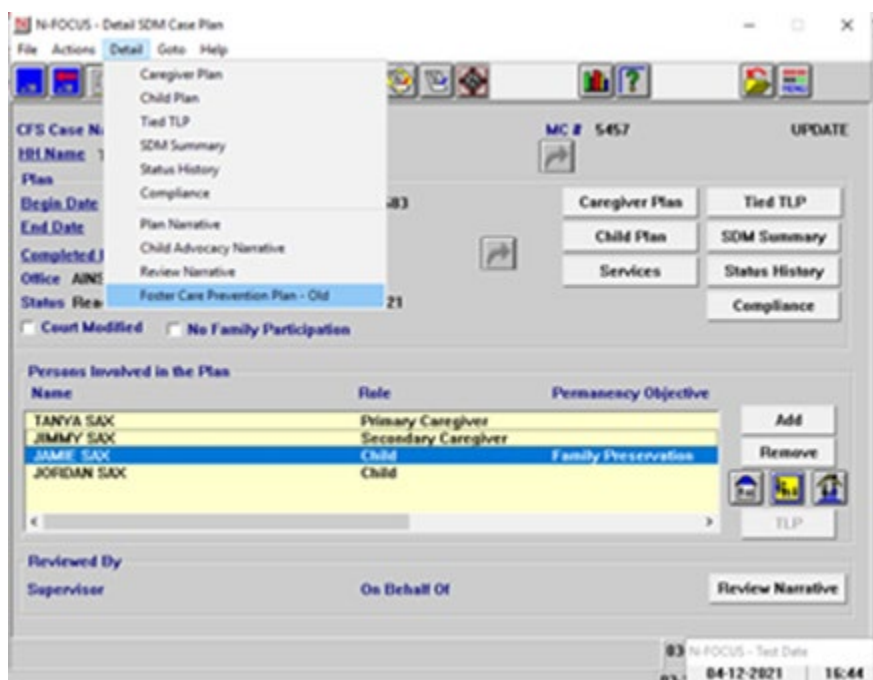 N-FOCUS - Detail SDM Case Plan
File Actions Detail Goto Help
Caregiver Plan
Child Plan
Tied TLP
SDM Summary
Status History
Compliance
Plan Narrative
Child Advocacy Narrative
Review Narrative
Foster Care Prevention Plan - Old
MENU
CFS Case
MC # 5457
UPDATE
HH Name
Plan
Begin Date
End Date
Completed
Office AINS
Status Rea
21
Caregiver Plan
Tied TLP
Child Plan
SDM Summary
Services
Status History
Compliance
Court Modified
No Family Participation
Persons Involved in the Plan
Name Role Permanency Objective
TANYA SAX Primary Caregiver
JIMMY SAX Secondary Caregiver
JAMIE SAX Child Family Preservation
JORDAN SAX Child
Add
Remove
TLP
Reviewed By
Supervisor
On Behalf Of
Review Narrative
03
N-FOCUS - Test Date
04-12-2021 16:44